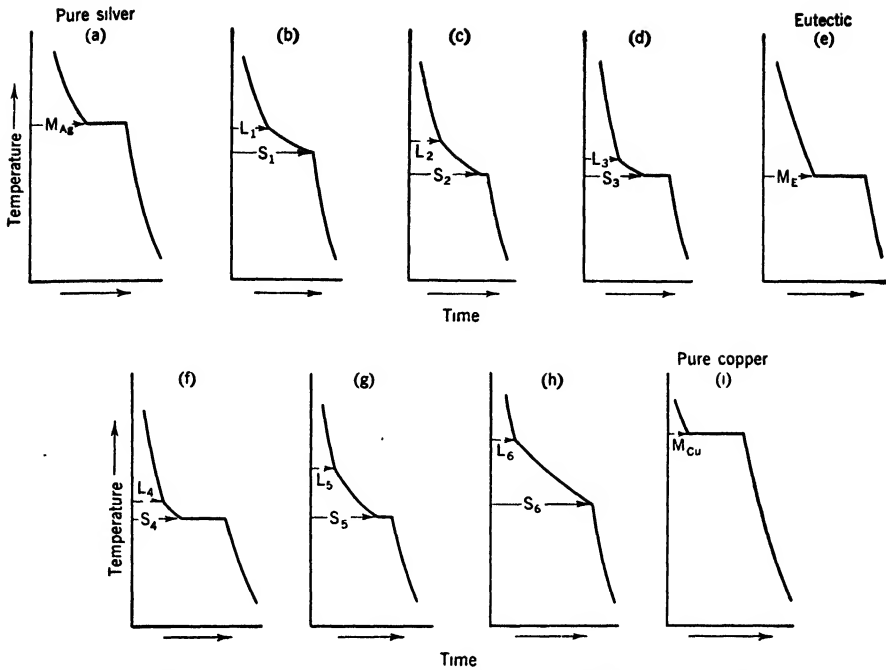 Pure silver
(a) (b) (c) (d)
Eutectic
(e)
M_Ag
L_1
S_1
L_2
S_2
L_3
S_3
M_E
Temperature
Time
Pure copper
(f) (g) (h) (i)
L_4
S_4
L_5
S_5
L_6
S_6
M_Cu
Temperature
Time